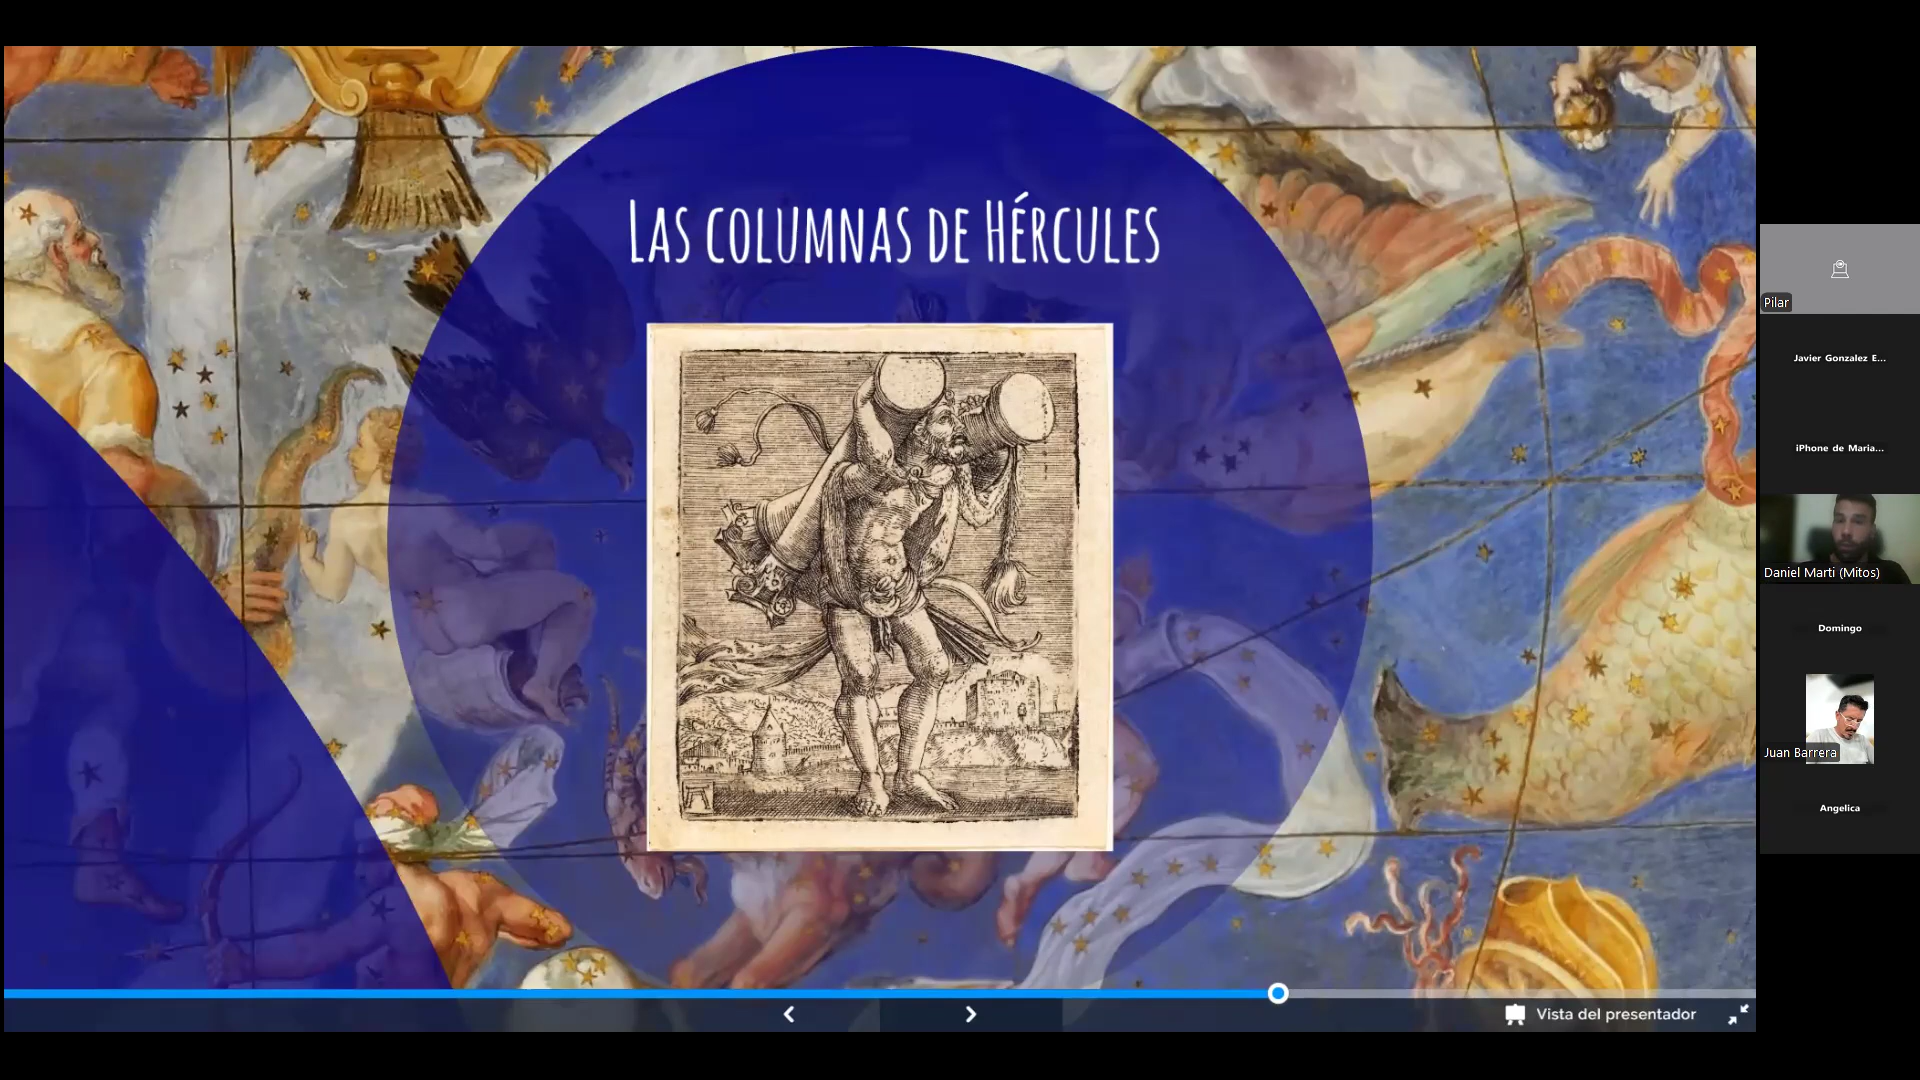 Las columnas de Hércules
Pilar
Javier Gonzalez E...
iPhone de Maria...
Daniel Marti (Mitos)
Domingo
Juan Barrera
Angelica
Vista del presentador